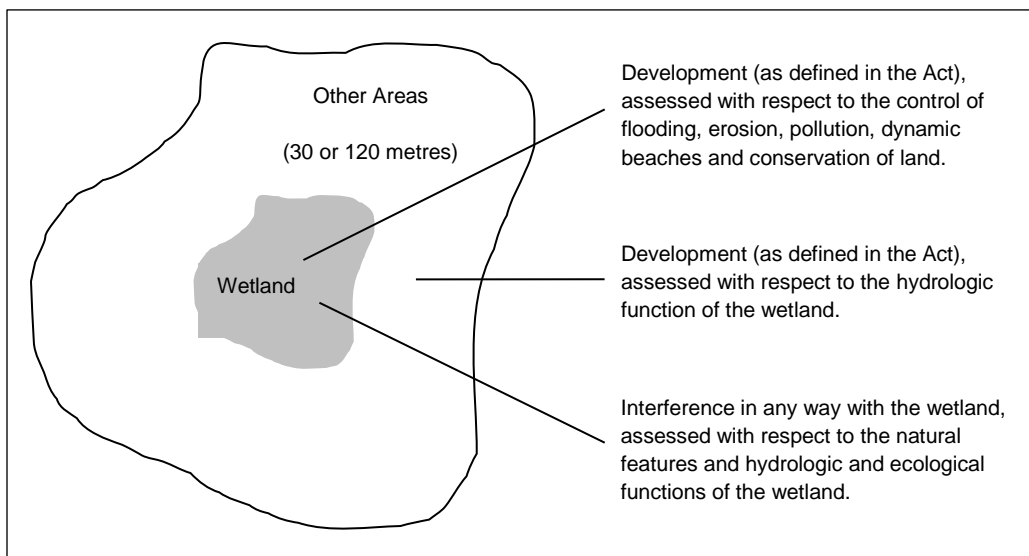 Other Areas
(30 or 120 metres)
Wetland
Development (as defined in the Act),
assessed with respect to the control of
flooding, erosion, pollution, dynamic
beaches and conservation of land.
Development (as defined in the Act),
assessed with respect to the hydrologic
function of the wetland.
Interference in any way with the wetland,
assessed with respect to the natural
features and hydrologic and ecological
functions of the wetland.